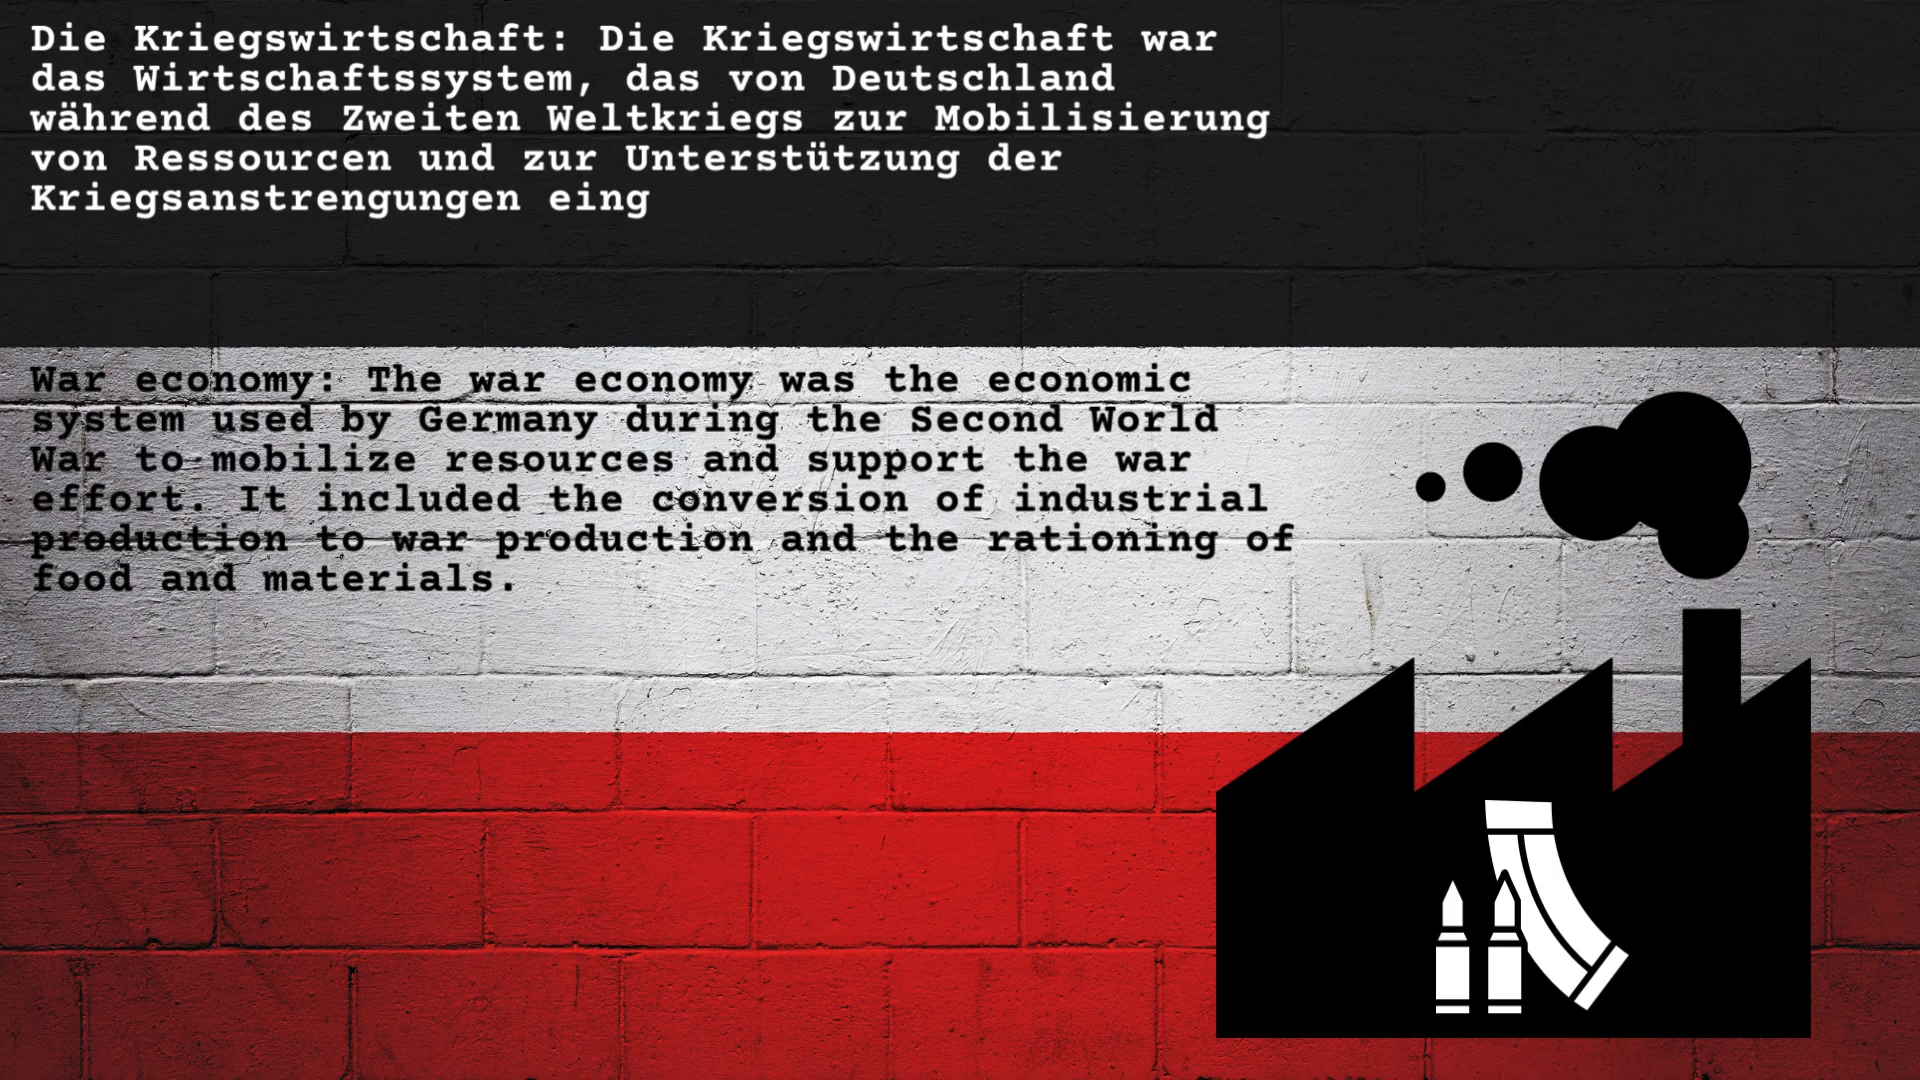 Die Kriegswirtschaft: Die Kriegswirtschaft war
das Wirtschaftssystem, das von Deutschland
während des Zweiten Weltkriegs zur Mobilisierung
von Ressourcen und zur Unterstützung der
Kriegsanstrengungen eing
War economy: The war economy was the economic
system used by Germany during the Second World
War to mobilize resources and support the war
effort. It included the conversion of industrial
production to war production and the rationing of
food and materials.